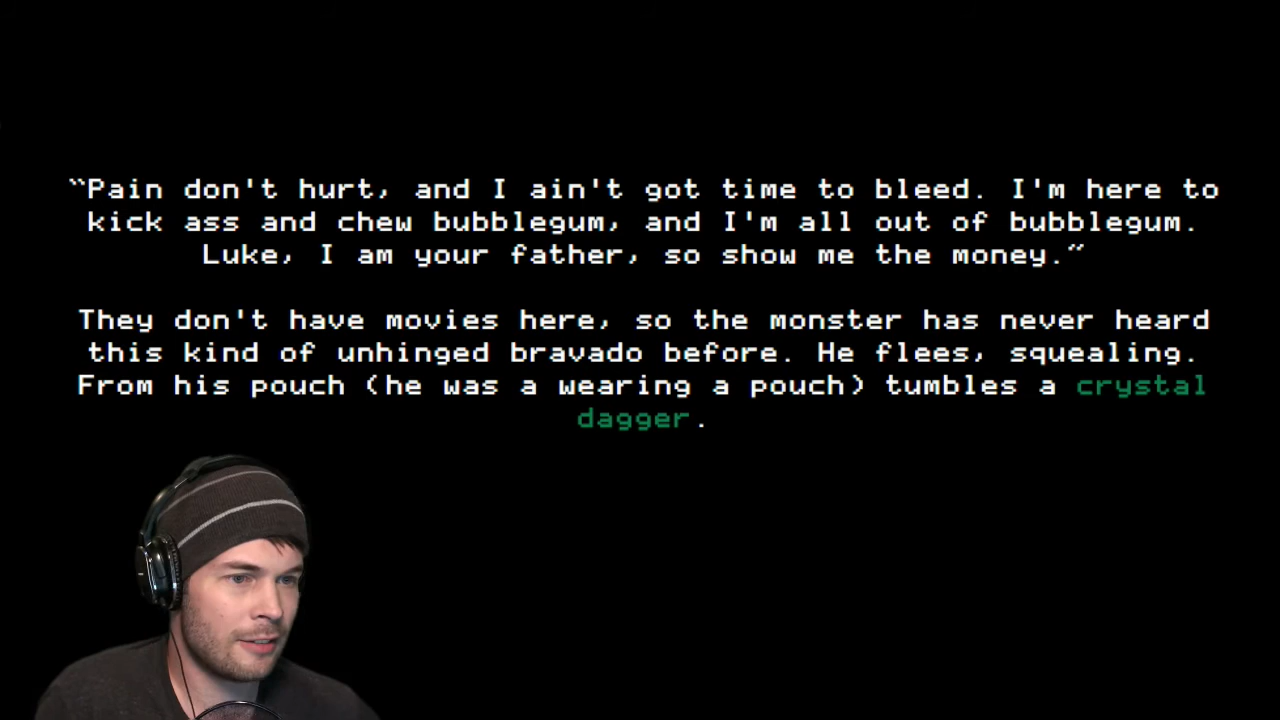 “Pain don't hurt, and I ain't got time to bleed. I'm here to
kick ass and chew bubblegum, and I'm all out of bubblegum.
Luke, I am your father, so show me the money.”
They don't have movies here, so the monster has never heard
this kind of unhinged bravado before. He flees, squealing.
From his pouch (he was a wearing a pouch) tumbles a crystal
dagger.